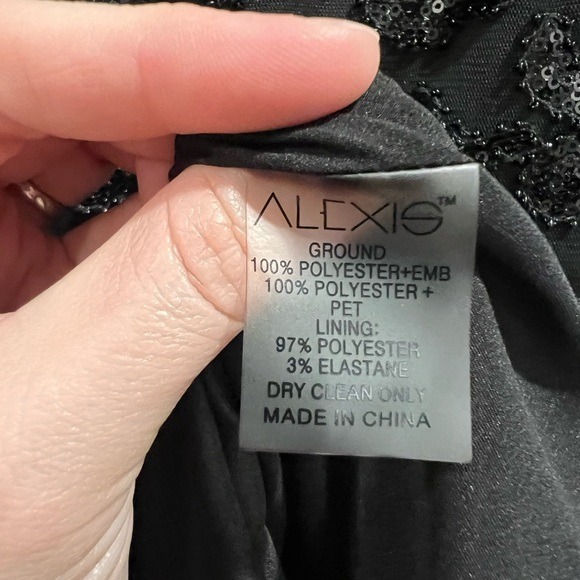 ALEXIS™
GROUND
100% POLYESTER+EMB
100% POLYESTER +
PET
LINING:
97% POLYESTER
3% ELASTANE
DRY CLEAN ONLY
MADE IN CHINA